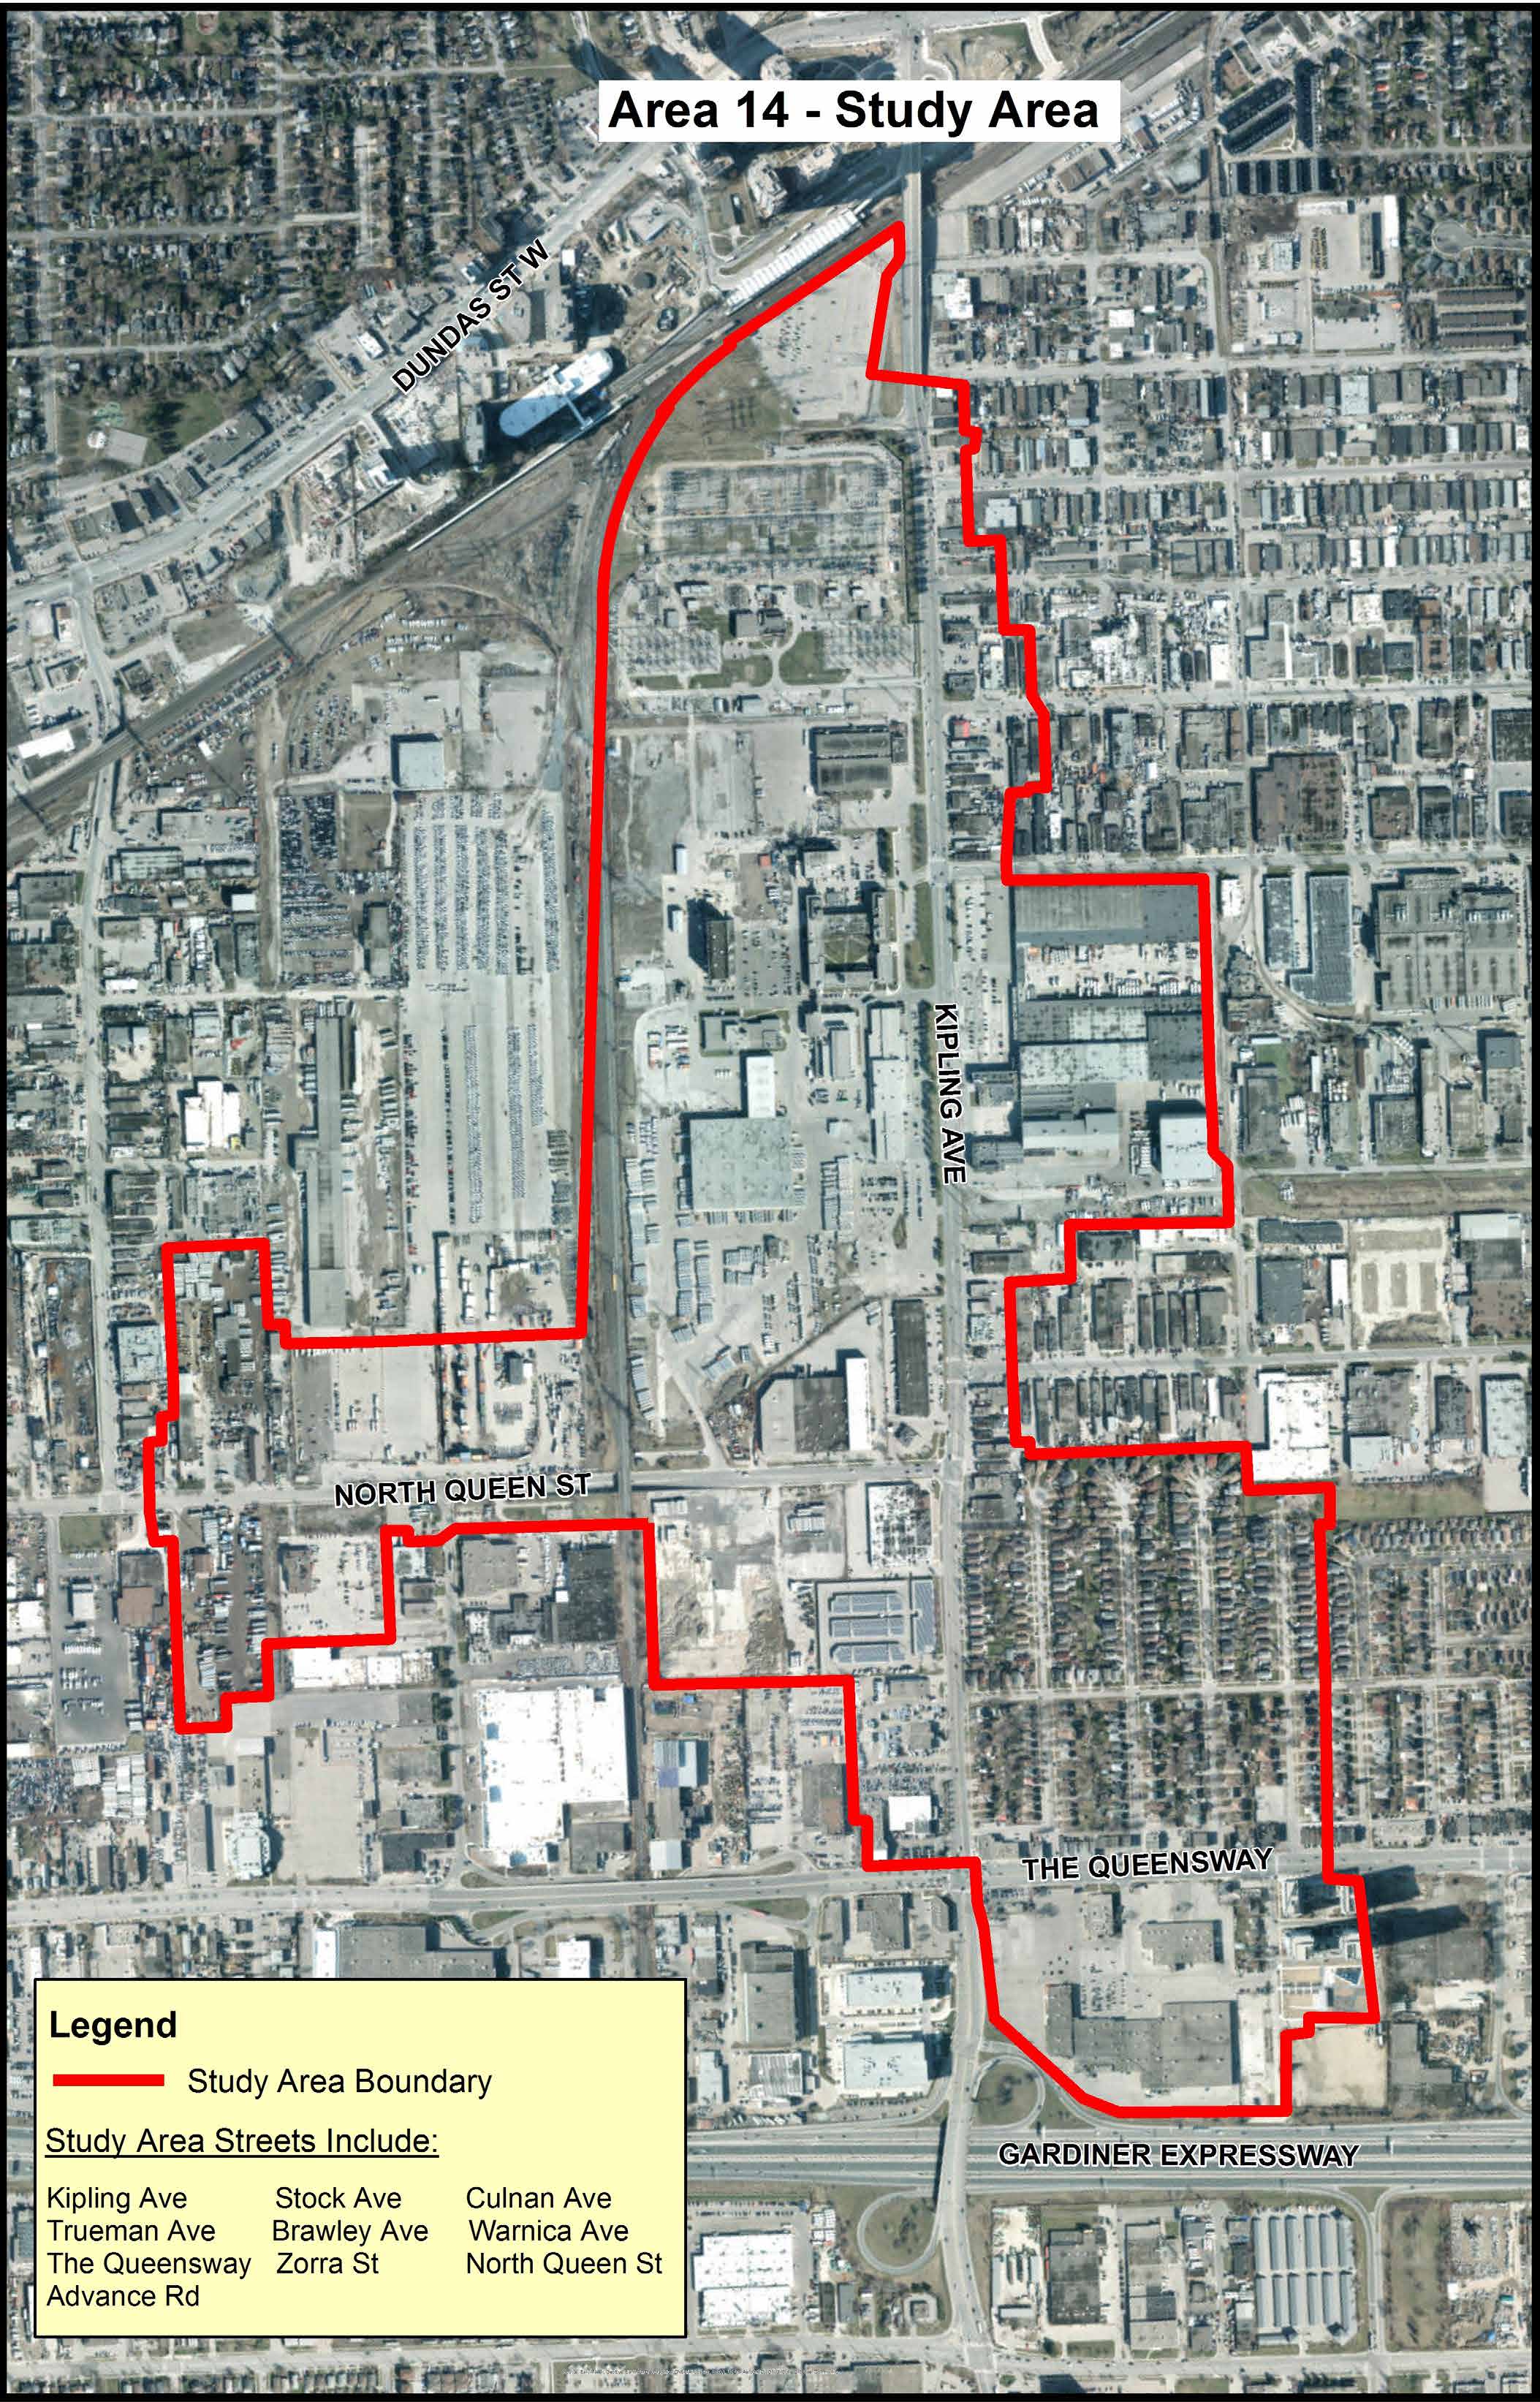 Area 14 - Study Area
DUNDAS ST W
KIPLING AVE
NORTH QUEEN ST
THE QUEENSWAY
GARDINER EXPRESSWAY
Legend
Study Area Boundary
Study Area Streets Include:
Kipling Ave Stock Ave Culnan Ave
Trueman Ave Brawley Ave Warnica Ave
The Queensway Zorra St North Queen St
Advance Rd